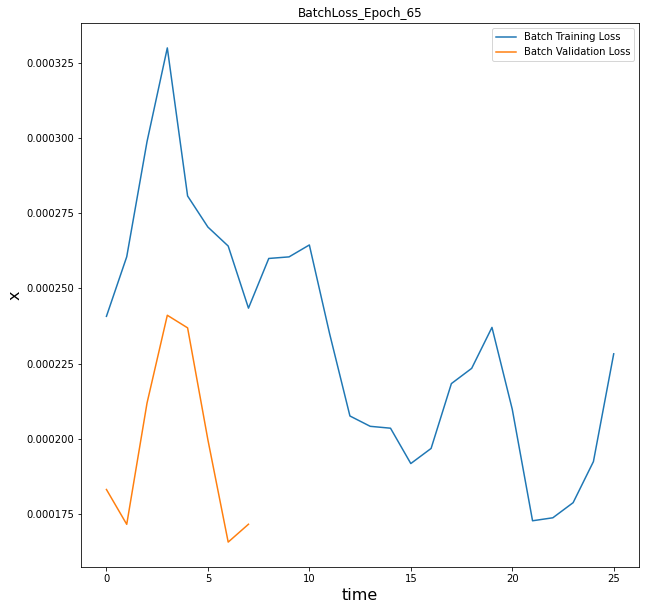 BatchLoss_Epoch_65
Batch Training Loss
Batch Validation Loss
0.000325
0.000300
0.000275
0.000250
0.000225
0.000200
0.000175
x
0 5 10 15 20 25
time